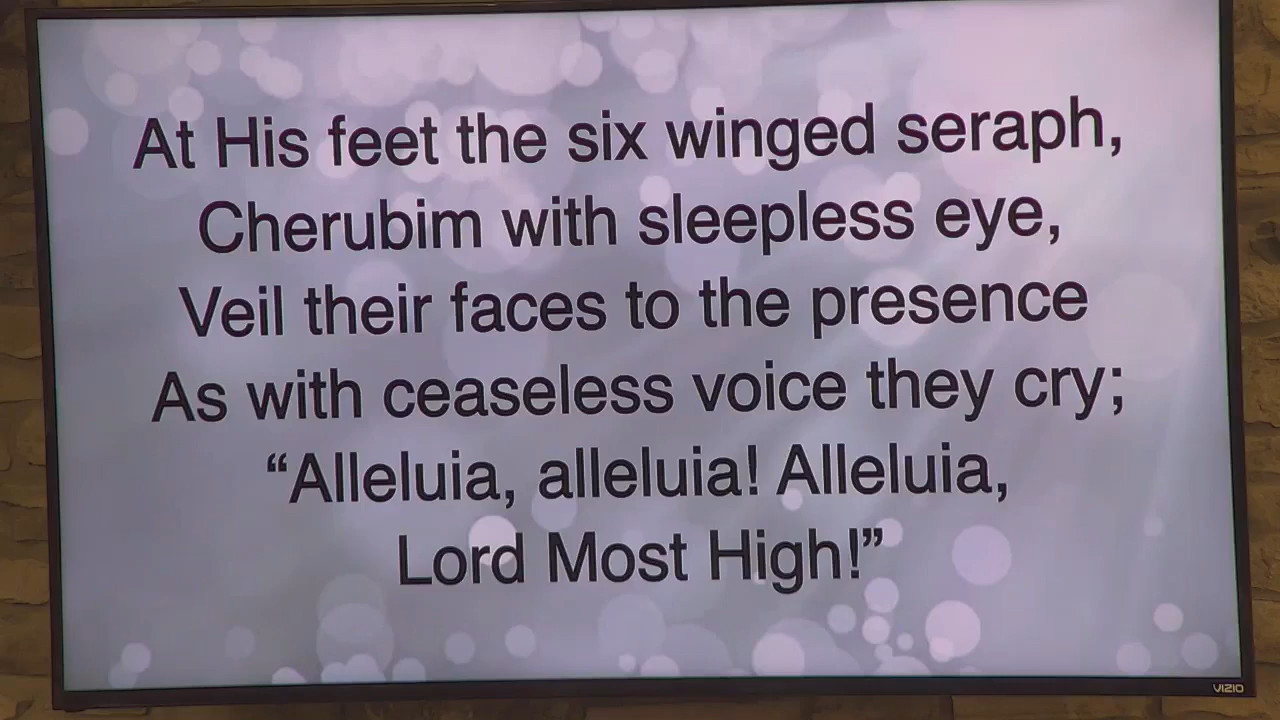 At His feet the six winged seraph,
Cherubim with sleepless eye,
Veil their faces to the presence
As with ceaseless voice they cry;
“Alleluia, alleluia! Alleluia,
Lord Most High!”
VIZIO